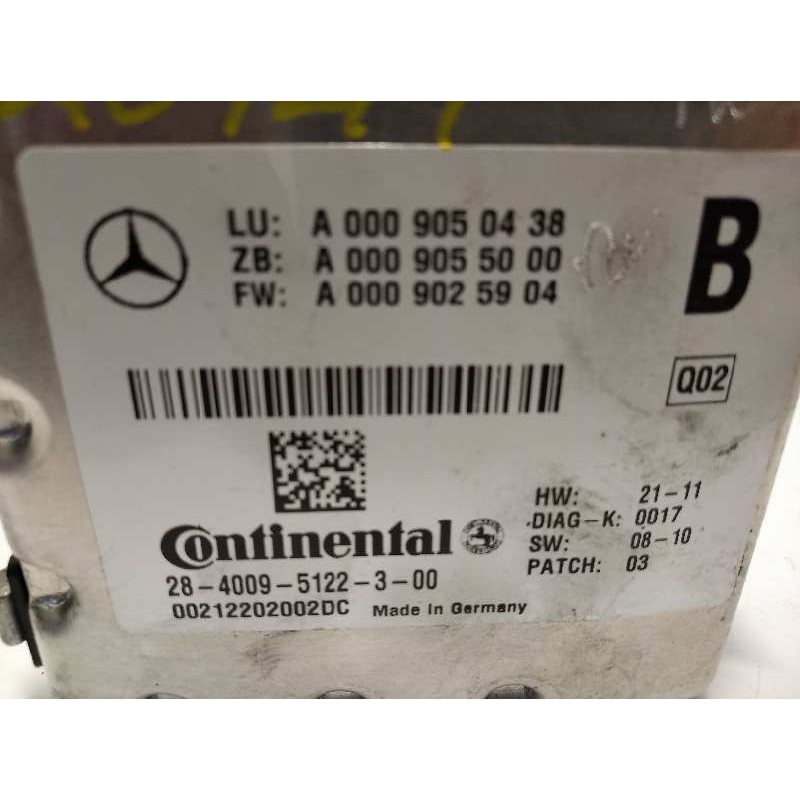 LU: A 000 905 04 38
ZB: A 000 905 50 00
FW: A 000 902 59 04
B
Q02
Continental
28-4009-5122-3-00
00212202002DC Made in Germany
HW: 21-11
DIAG-K: 0017
SW: 08-10
PATCH: 03